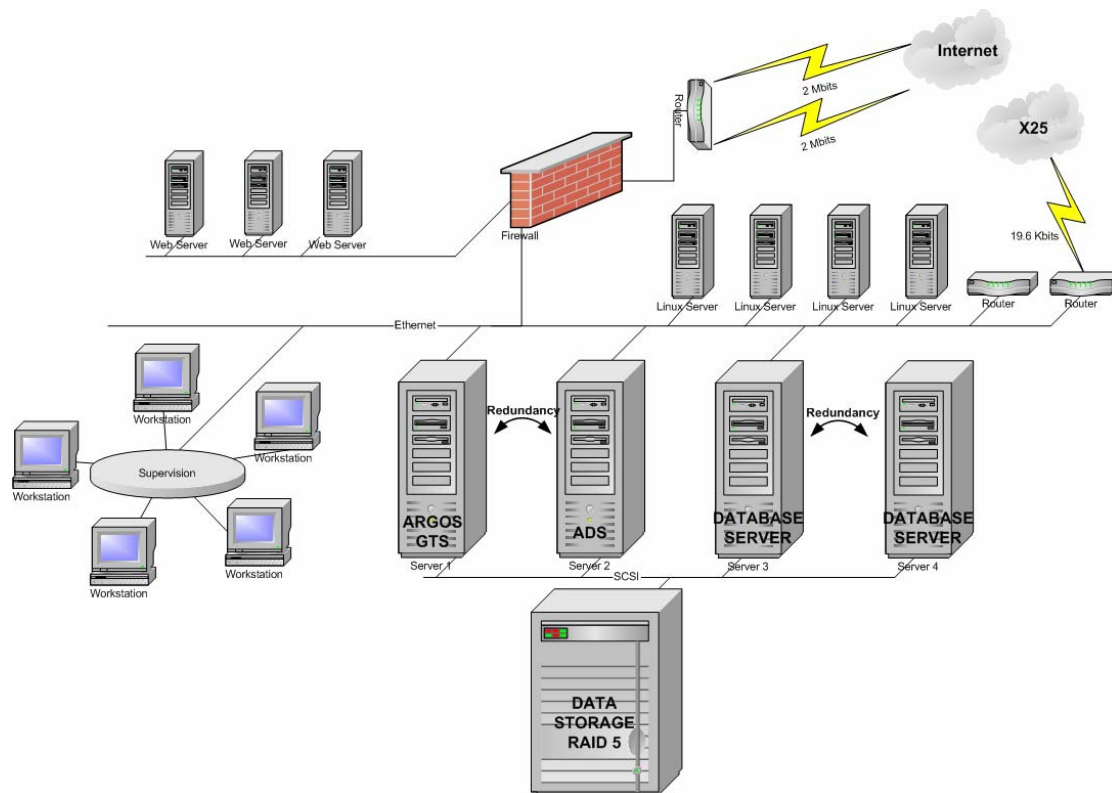 Internet
2 Mbits
Router
2 Mbits
X25
Web Server
Web Server
Web Server
Firewall
19.6 Kbits
Linux Server
Linux Server
Linux Server
Linux Server
Router
Router
Ethernet
Workstation
Workstation
Workstation
Workstation
Workstation
Supervision
Redundancy
Redundancy
ARGOS
GTS
ADS
DATABASE
SERVER
DATABASE
SERVER
Server 1
Server 2
Server 3
Server 4
SCSI
DATA
STORAGE
RAID 5